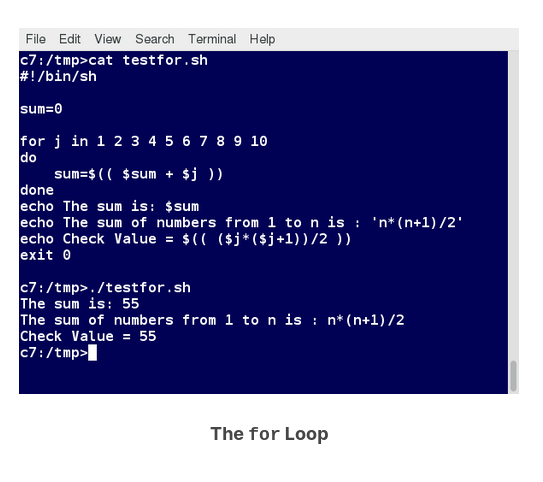 File Edit View Search Terminal Help
c7:/tmp>cat testfor.sh
#!/bin/sh

sum=0

for j in 1 2 3 4 5 6 7 8 9 10
do
    sum=$(( $sum + $j ))
done
echo The sum is: $sum
echo The sum of numbers from 1 to n is : 'n*(n+1)/2'
echo Check Value = $(( ($j*($j+1))/2 ))
exit 0

c7:/tmp>./testfor.sh
The sum is: 55
The sum of numbers from 1 to n is : n*(n+1)/2
Check Value = 55
c7:/tmp>
The for Loop